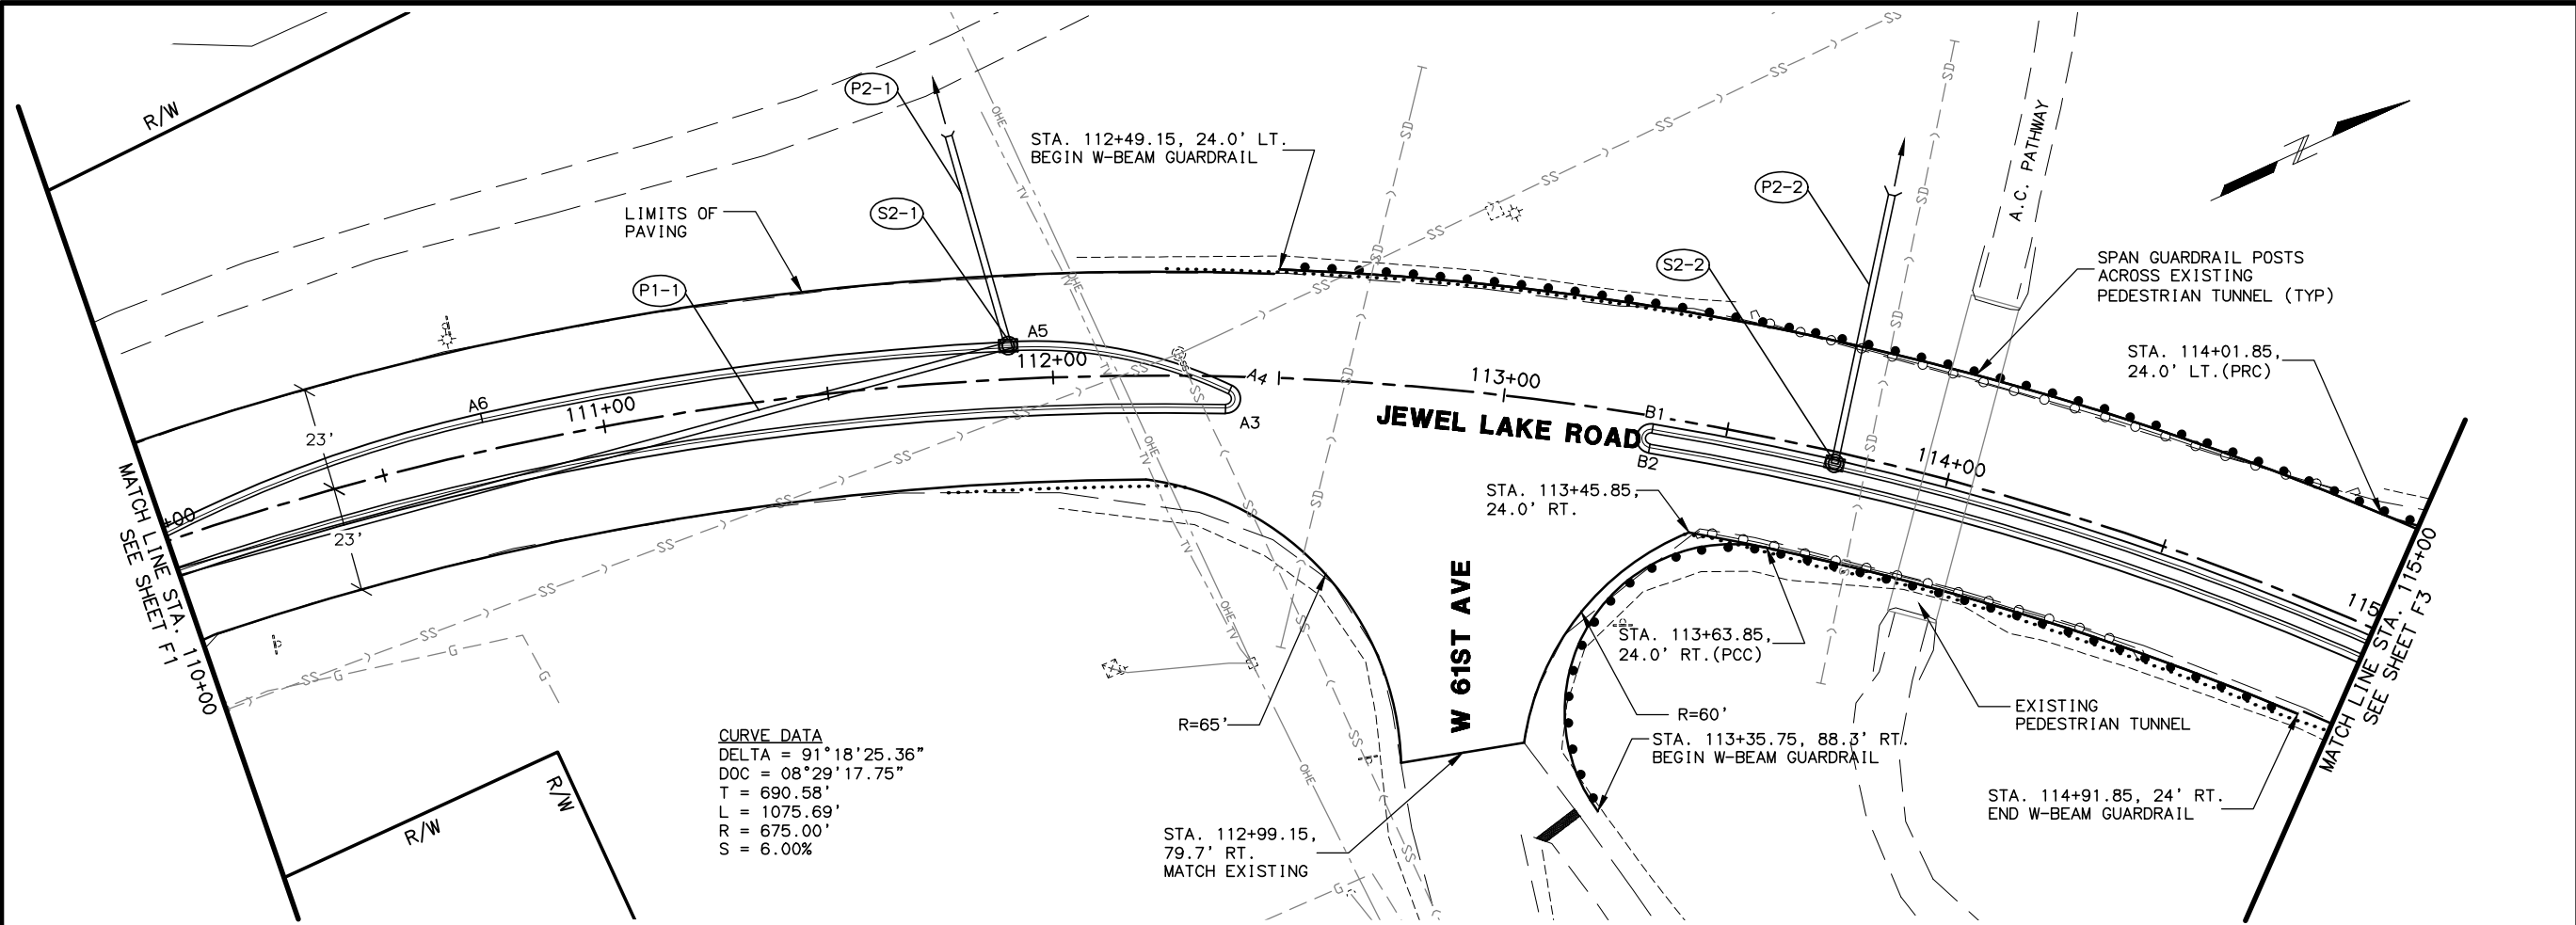 R/W
P2-1
STA. 112+49.15, 24.0' LT.
BEGIN W-BEAM GUARDRAIL
OHE
TV
SS
SD
A.C. PATHWAY
P2-2
LIMITS OF
PAVING
S2-1
P1-1
S2-2
SPAN GUARDRAIL POSTS
ACROSS EXISTING
PEDESTRIAN TUNNEL (TYP)
STA. 114+01.85,
24.0' LT.(PRC)
A5
112+00
A4
A3
A6
111+00
113+00
JEWEL LAKE ROAD
B1
B2
114+00
23'
23'
+00
MATCH LINE STA. 110+00
SEE SHEET F1
STA. 113+45.85,
24.0' RT.
W 61ST AVE
STA. 113+63.85,
24.0' RT.(PCC)
115
MATCH LINE STA. 115+00
SEE SHEET F3
SS
G
G
R=65'
R=60'
STA. 113+35.75, 88.3' RT.
BEGIN W-BEAM GUARDRAIL
EXISTING
PEDESTRIAN TUNNEL
CURVE DATA
DELTA = 91°18'25.36"
DOC = 08°29'17.75"
T = 690.58'
L = 1075.69'
R = 675.00'
S = 6.00%
R/W
R/W
STA. 112+99.15,
79.7' RT.
MATCH EXISTING
STA. 114+91.85, 24' RT.
END W-BEAM GUARDRAIL
G